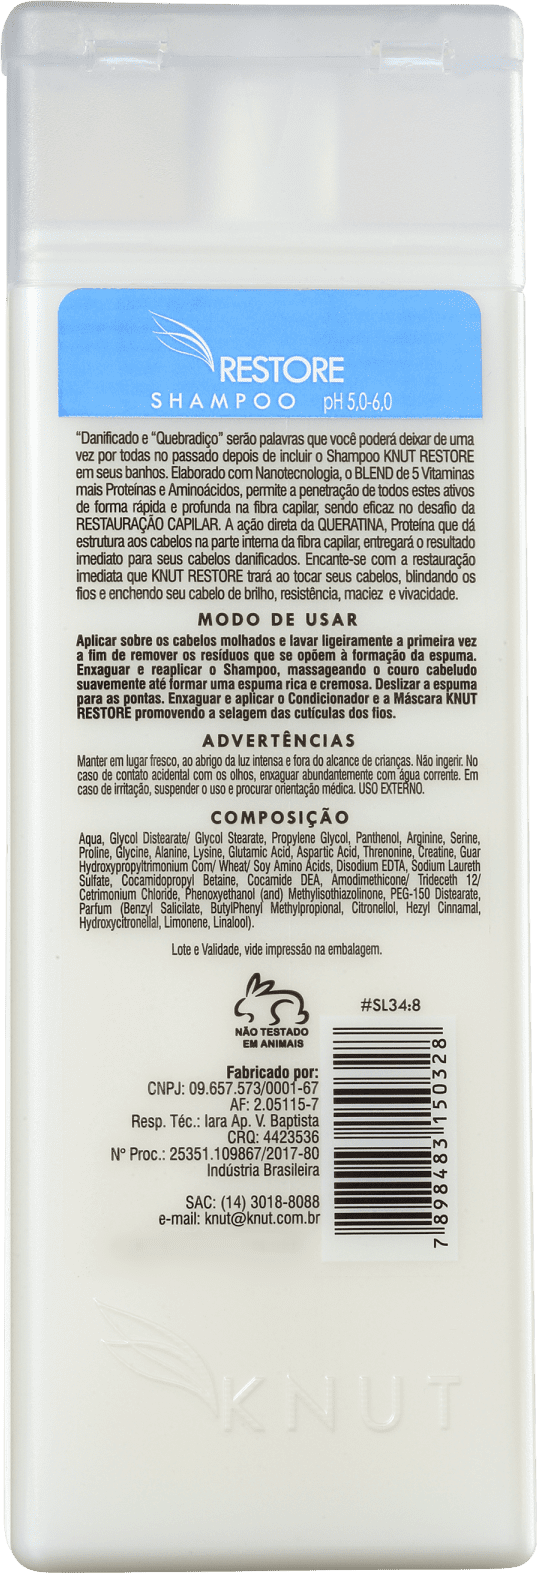 RESTORE
SHAMPOO pH 5,0-6,0
"Danificado e "Quebradiço" serão palavras que você poderá deixar de uma
vez por todas no passado depois de incluir o Shampoo KNUT RESTORE
em seus banhos. Elaborado com Nanotecnologia, o BLEND de 5 Vitaminas
mais Proteínas e Aminoácidos, permite a penetração de todos estes ativos
de forma rápida e profunda na fibra capilar, sendo eficaz no desafio da
RESTAURAÇÃO CAPILAR. A ação direta da QUERATINA, Proteína que dá
estrutura aos cabelos na parte interna da fibra capilar, entregará o resultado
imediato para seus cabelos danificados. Encante-se com a restauração
imediata que KNUT RESTORE trará ao tocar seus cabelos, blindando os
fios e enchendo seu cabelo de brilho, resistência, maciez e vivacidade.
MODO DE USAR
Aplicar sobre os cabelos molhados e lavar ligeiramente a primeira vez
a fim de remover os resíduos que se opõem à formação da espuma.
Enxaguar e reaplicar o Shampoo, massageando o couro cabeludo
suavemente até formar uma espuma rica e cremosa. Deslizar a espuma
para as pontas. Enxaguar e aplicar o Condicionador e a Máscara KNUT
RESTORE promovendo a selagem das cutículas dos fios.
ADVERTÊNCIAS
Manter em lugar fresco, ao abrigo da luz intensa e fora do alcance de crianças. Não ingerir. No
caso de contato acidental com os olhos, enxaguar abundantemente com água corrente. Em
caso de irritação, suspender o uso e procurar orientação médica. USO EXTERNO.
COMPOSIÇÃO
Aqua, Glycol Distearate/ Glycol Stearate, Propylene Glycol, Panthenol, Arginine, Serine,
Proline, Glycine, Alanine, Lysine, Glutamic Acid, Aspartic Acid, Threnonine, Creatine, Guar
Hydroxypropyltrimonium Corn/ Wheat/ Soy Amino Acids, Disodium EDTA, Sodium Laureth
Sulfate, Cocamidopropyl Betaine, Cocamide DEA, Amodimethicone/ Trideceth 12/
Cetrimonium Chloride, Phenoxyethanol (and) Methylisothiazolinone, PEG-150 Distearate,
Parfum (Benzyl Salicilate, ButylPhenyl Methylpropional, Citronellol, Hezyl Cinnamal,
Hydroxycitronellal, Limonene, Linalool).
Lote e Validade, vide impressão na embalagem.
NÃO TESTADO
EM ANIMAIS
#SL34:8
Fabricado por:
CNPJ: 09.657.573/0001-67
AF: 2.05115-7
Resp. Téc.: Iara Ap. V. Baptista
CRQ: 4423536
N° Proc.: 25351.109867/2017-80
Indústria Brasileira
SAC: (14) 3018-8088
e-mail: knut@knut.com.br
7 898483 150328
KNUT